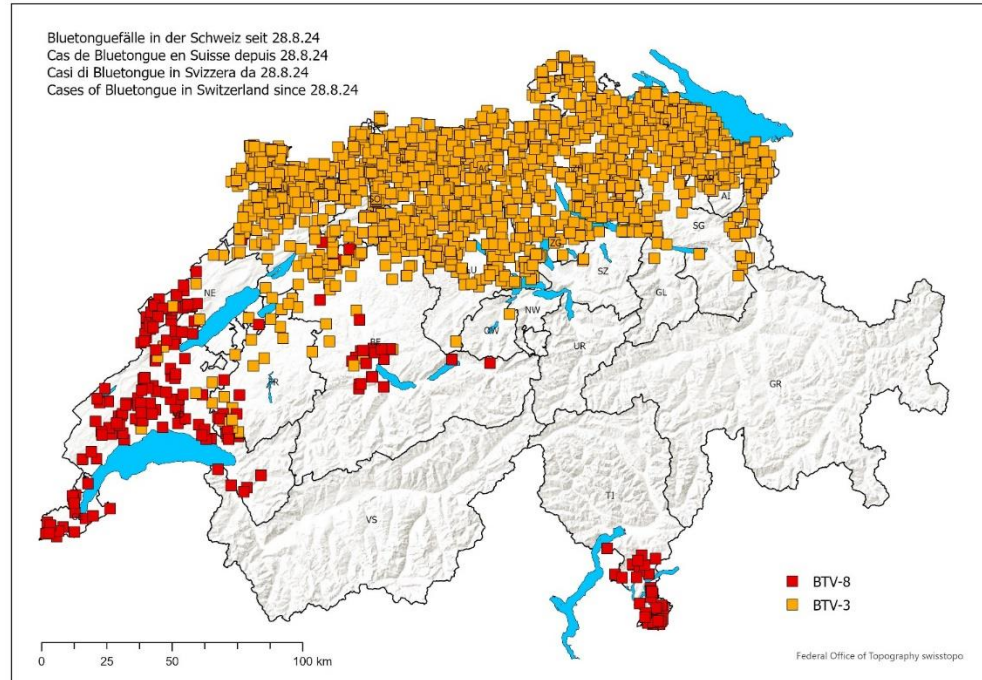 Bluetonguefälle in der Schweiz seit 28.8.24
Cas de Bluetongue en Suisse depuis 28.8.24
Casi di Bluetongue in Svizzera da 28.8.24
Cases of Bluetongue in Switzerland since 28.8.24
AI
SG
ZG
SZ
NE
LU
GL
NW
OW
UR
BE
FR
GR
VS
TI
BTV-8
BTV-3
0 25 50 100 km
Federal Office of Topography swisstopo